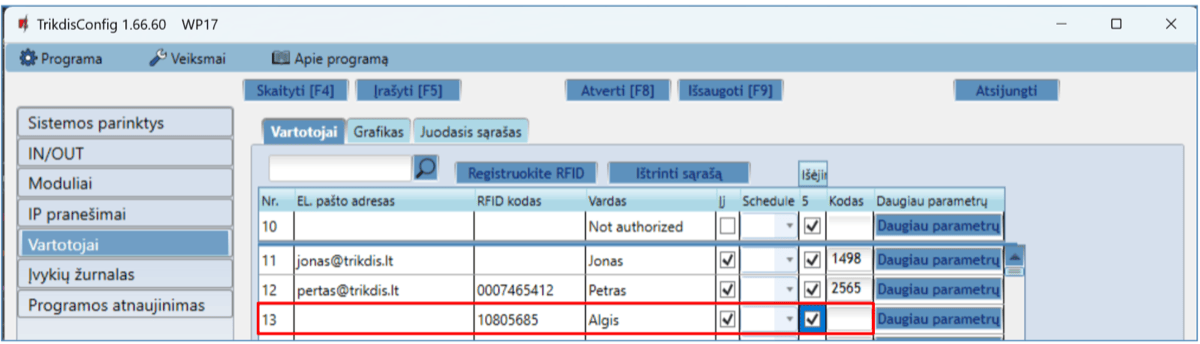 TrikdisConfig 1.66.60 WP17
Programa Veiksmai Apie programą
Skaityti [F4] Įrašyti [F5] Atverti [F8] Išsaugoti [F9] Atsijungti
Sistemos parinktys
IN/OUT
Moduliai
IP pranešimai
Vartotojai
Įvykių žurnalas
Programos atnaujinimas
Vartotojai Grafikas Juodasis sąrašas
Registruokite RFID Ištrinti sąrašą Išėjir
Nr. EL. pašto adresas RFID kodas Vardas Įj Schedule 5 Kodas Daugiau parametrų
10 Not authorized Daugiau parametrų
11 jonas@trikdis.lt Jonas 1498 Daugiau parametrų
12 pertas@trikdis.lt 0007465412 Petras 2565 Daugiau parametrų
13 10805685 Algis Daugiau parametrų